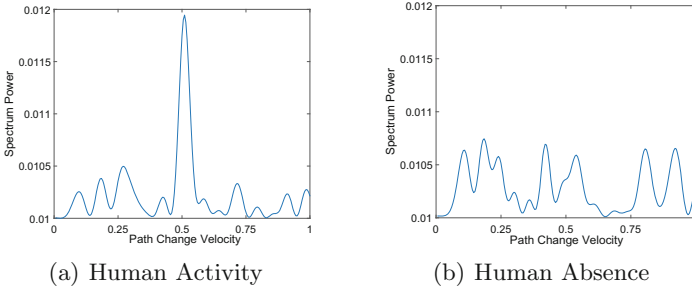 0.012
0.0115
0.011
0.0105
0.01
Spectrum Power
0 0.25 0.5 0.75 1
Path Change Velocity
(a) Human Activity
0.012
0.0115
0.011
0.0105
0.01
Spectrum Power
0 0.25 0.5 0.75
Path Change Velocity
(b) Human Absence